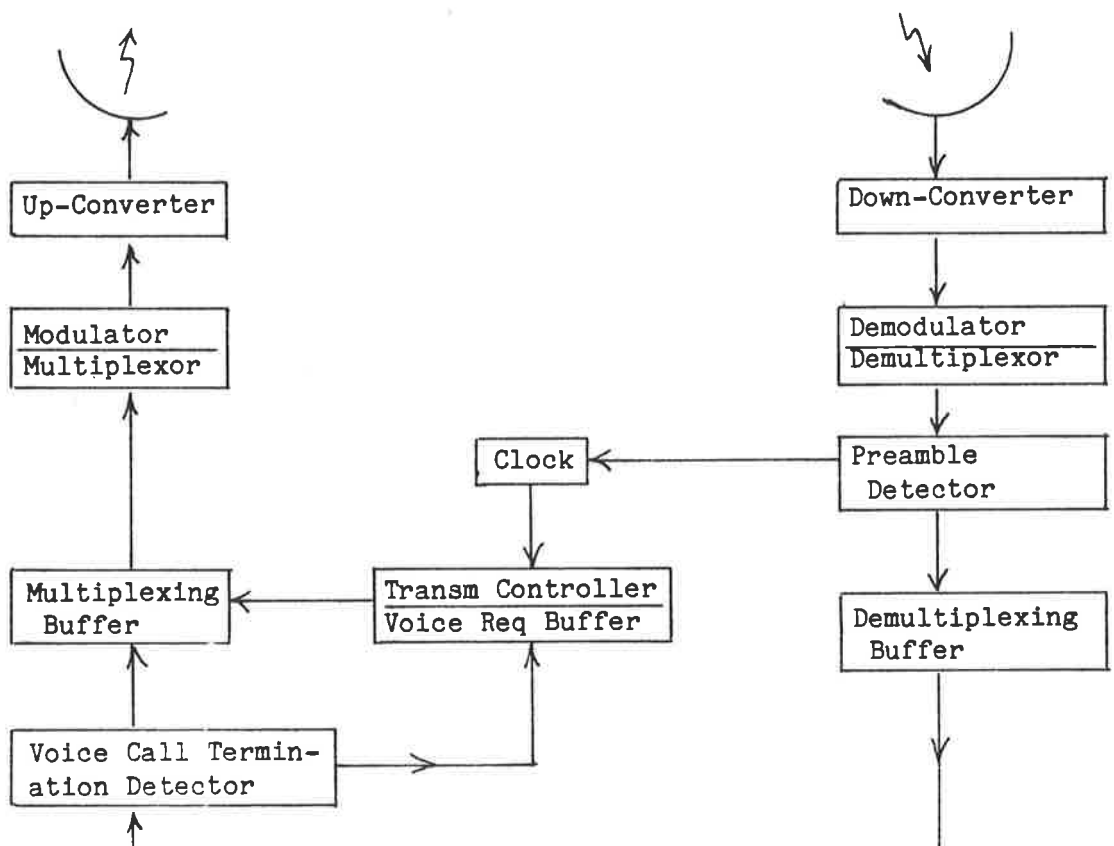 Up-Converter
Modulator
Multiplexor
Multiplexing
Buffer
Voice Call Termin-
ation Detector
Clock
Transm Controller
Voice Req Buffer
Down-Converter
Demodulator
Demultiplexor
Preamble
Detector
Demultiplexing
Buffer